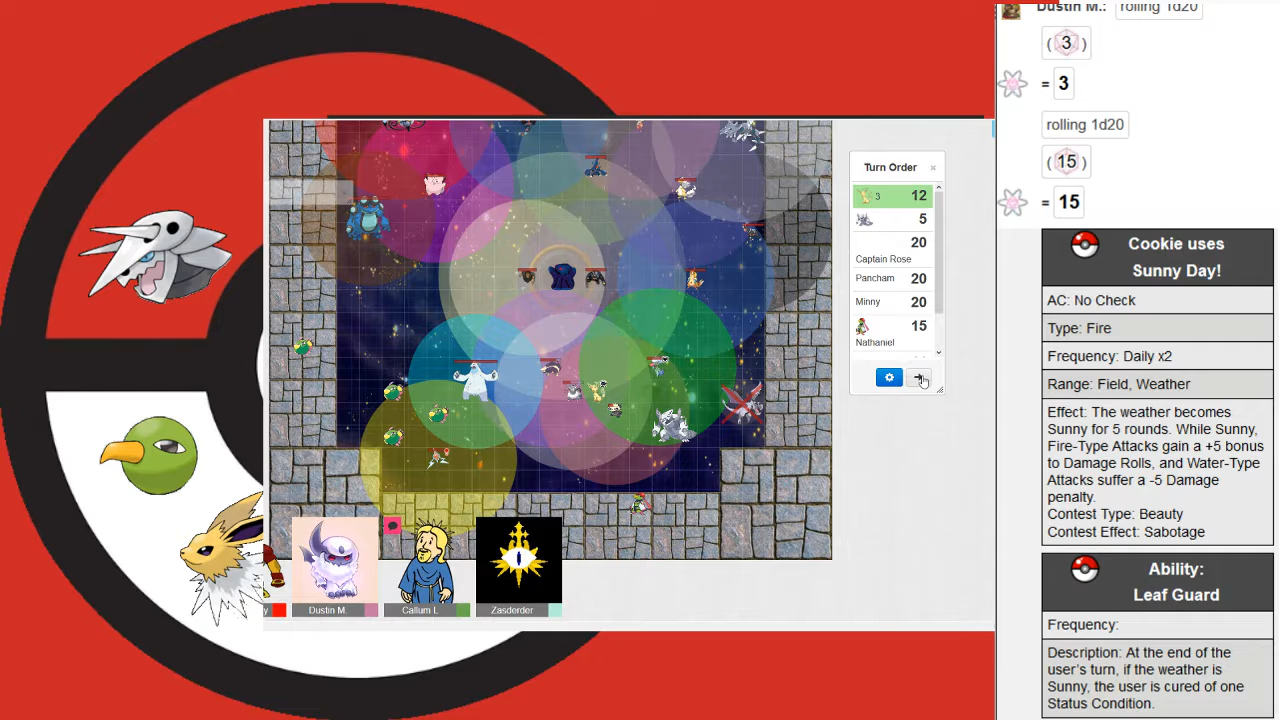 Dustin M.: rolling 1d20
( 3 )
= 3
rolling 1d20
( 15 )
= 15
Turn Order ×
3 12
5
20
Captain Rose
Pancham 20
Minny 20
15
Nathaniel
Cookie uses
Sunny Day!
AC: No Check
Type: Fire
Frequency: Daily x2
Range: Field, Weather
Effect: The weather becomes
Sunny for 5 rounds. While Sunny,
Fire-Type Attacks gain a +5 bonus
to Damage Rolls, and Water-Type
Attacks suffer a -5 Damage
penalty.
Contest Type: Beauty
Contest Effect: Sabotage
Ability:
Leaf Guard
Frequency:
Description: At the end of the
user's turn, if the weather is
Sunny, the user is cured of one
Status Condition.
y
Dustin M.
Callum L
Zasderder